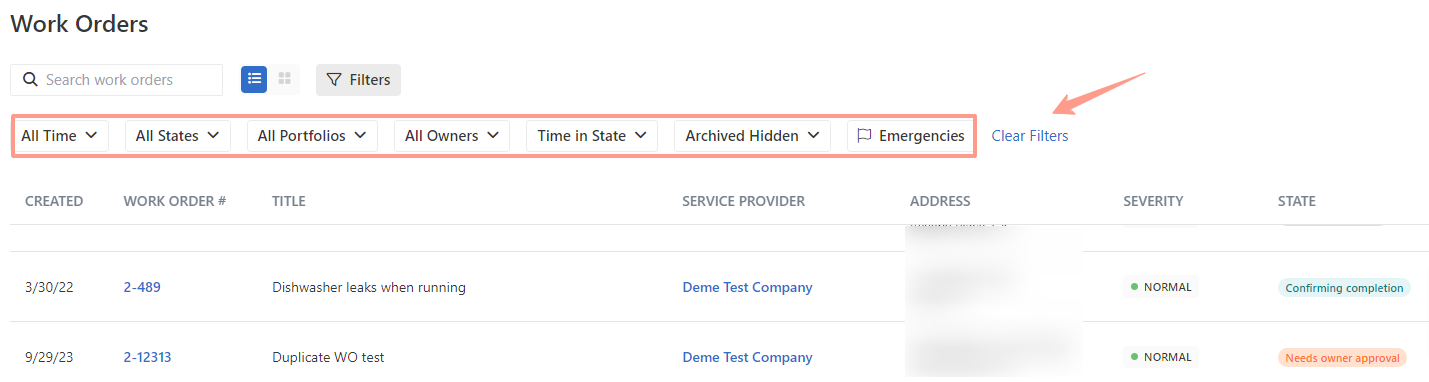 Work Orders
Search work orders
Filters
All Time All States All Portfolios All Owners Time in State Archived Hidden Emergencies Clear Filters
CREATED WORK ORDER # TITLE SERVICE PROVIDER ADDRESS SEVERITY STATE
3/30/22 2-489 Dishwasher leaks when running Deme Test Company NORMAL Confirming completion
9/29/23 2-12313 Duplicate WO test Deme Test Company NORMAL Needs owner approval